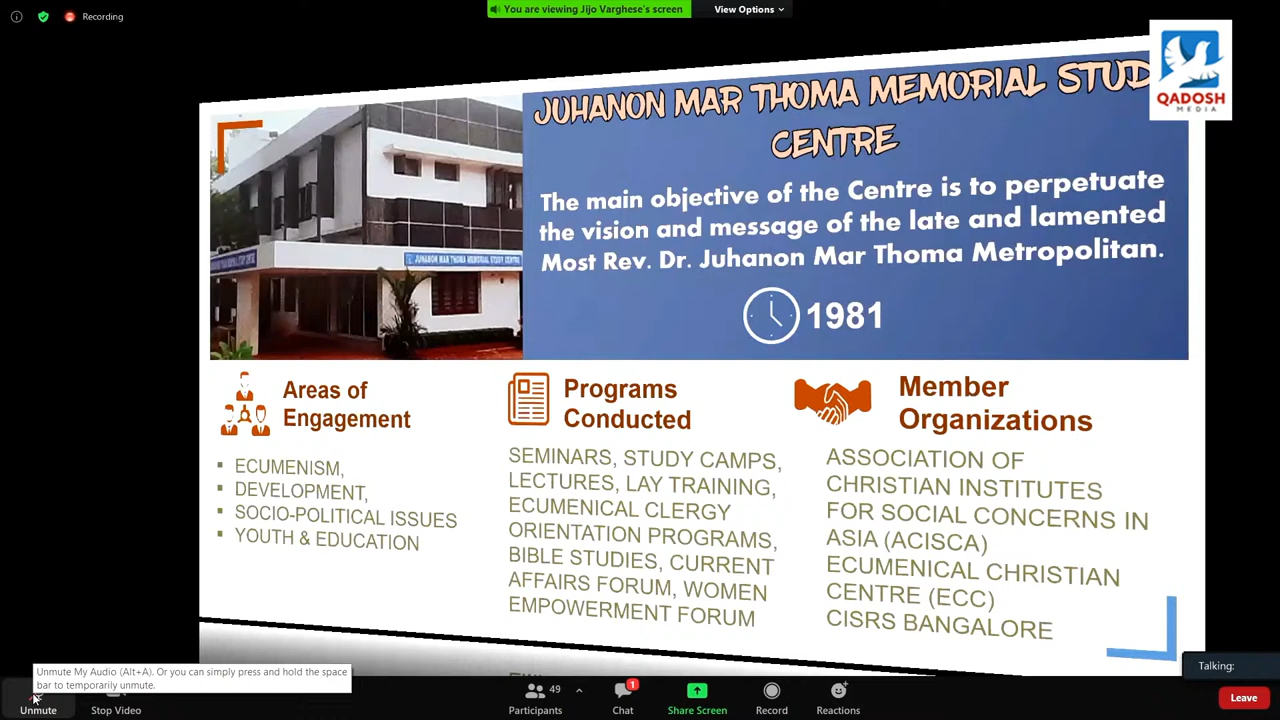 Recording
You are viewing Jijo Varghese's screen
View Options
QADOSH
MEDIA
JUHANON MAR THOMA MEMORIAL STUD
CENTRE
The main objective of the Centre is to perpetuate
the vision and message of the late and lamented
Most Rev. Dr. Juhanon Mar Thoma Metropolitan.
1981
JUHANON MAR THOMA MEMORIAL STUDY CENTRE
Areas of
Engagement
ECUMENISM,
DEVELOPMENT,
SOCIO-POLITICAL ISSUES
YOUTH & EDUCATION
Programs
Conducted
SEMINARS, STUDY CAMPS,
LECTURES, LAY TRAINING,
ECUMENICAL CLERGY
ORIENTATION PROGRAMS,
BIBLE STUDIES, CURRENT
AFFAIRS FORUM, WOMEN
EMPOWERMENT FORUM
Member
Organizations
ASSOCIATION OF
CHRISTIAN INSTITUTES
FOR SOCIAL CONCERNS IN
ASIA (ACISCA)
ECUMENICAL CHRISTIAN
CENTRE (ECC)
CISRS BANGALORE
Talking:
Unmute My Audio (Alt+A). Or you can simply press and hold the space
bar to temporarily unmute.
Unmute
Stop Video
49
Participants
1
Chat
Share Screen
Record
Reactions
Leave